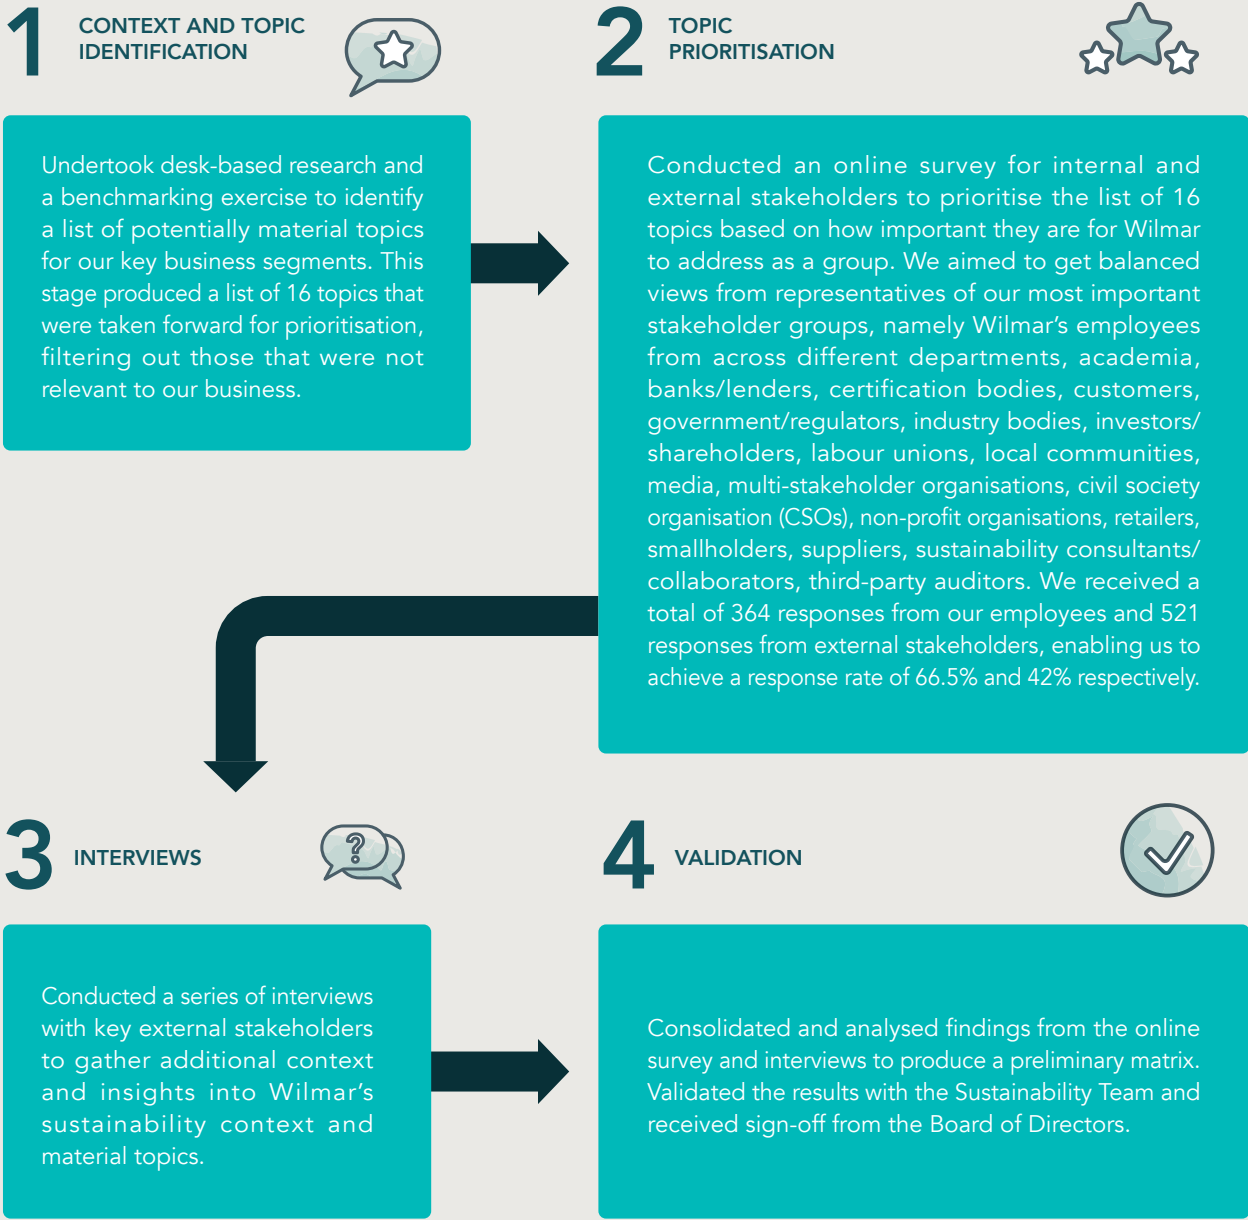 1
CONTEXT AND TOPIC
IDENTIFICATION
Undertook desk-based research and
a benchmarking exercise to identify
a list of potentially material topics
for our key business segments. This
stage produced a list of 16 topics that
were taken forward for prioritisation,
filtering out those that were not
relevant to our business.
2
TOPIC
PRIORITISATION
Conducted an online survey for internal and
external stakeholders to prioritise the list of 16
topics based on how important they are for Wilmar
to address as a group. We aimed to get balanced
views from representatives of our most important
stakeholder groups, namely Wilmar’s employees
from across different departments, academia,
banks/lenders, certification bodies, customers,
government/regulators, industry bodies, investors/
shareholders, labour unions, local communities,
media, multi-stakeholder organisations, civil society
organisation (CSOs), non-profit organisations, retailers,
smallholders, suppliers, sustainability consultants/
collaborators, third-party auditors. We received a
total of 364 responses from our employees and 521
responses from external stakeholders, enabling us to
achieve a response rate of 66.5% and 42% respectively.
3
INTERVIEWS
?
Conducted a series of interviews
with key external stakeholders
to gather additional context
and insights into Wilmar’s
sustainability context and
material topics.
4
VALIDATION
Consolidated and analysed findings from the online
survey and interviews to produce a preliminary matrix.
Validated the results with the Sustainability Team and
received sign-off from the Board of Directors.